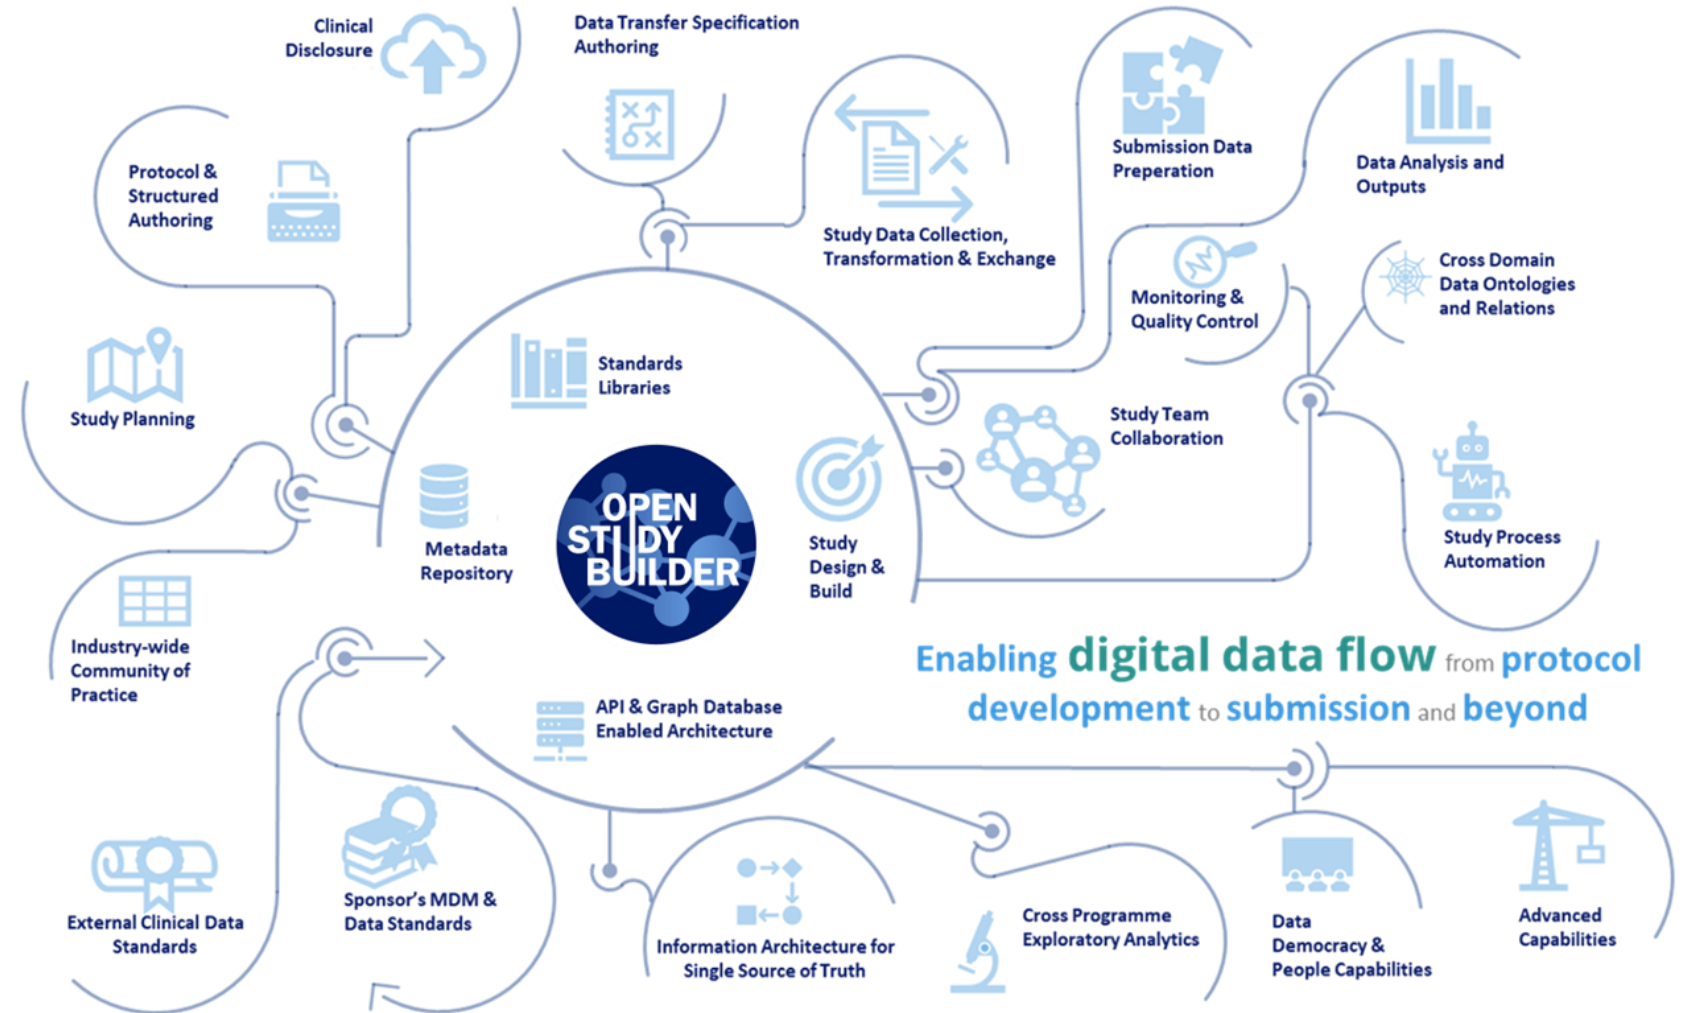 Clinical
Disclosure
Data Transfer Specification
Authoring
Protocol &
Structured
Authoring
Study Data Collection,
Transformation & Exchange
Submission Data
Preperation
Data Analysis and
Outputs
Monitoring &
Quality Control
Cross Domain
Data Ontologies
and Relations
Study Planning
Standards
Libraries
Study Team
Collaboration
Metadata
Repository
OPEN
STUDY
BUILDER
Study
Design &
Build
Study Process
Automation
Industry-wide
Community of
Practice
Enabling digital data flow from protocol
development to submission and beyond
API & Graph Database
Enabled Architecture
External Clinical Data
Standards
Sponsor's MDM &
Data Standards
Information Architecture for
Single Source of Truth
Cross Programme
Exploratory Analytics
Data
Democracy &
People Capabilities
Advanced
Capabilities